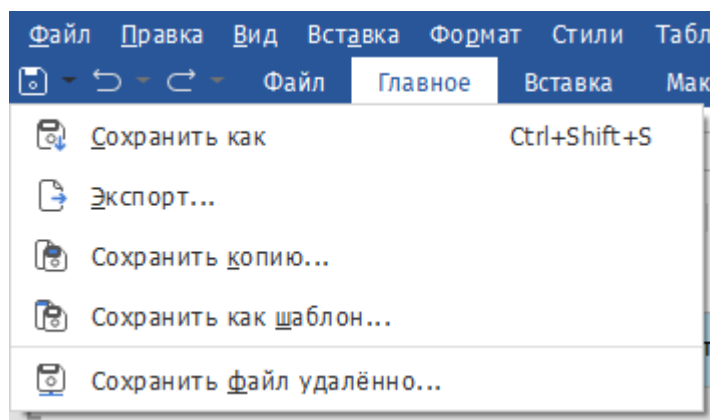 Файл Правка Вид Вставка Формат Стили Табл
Файл Главное Вставка Мак
Сохранить как Ctrl+Shift+S
Экспорт...
Сохранить копию...
Сохранить как шаблон...
Сохранить файл удалённо...